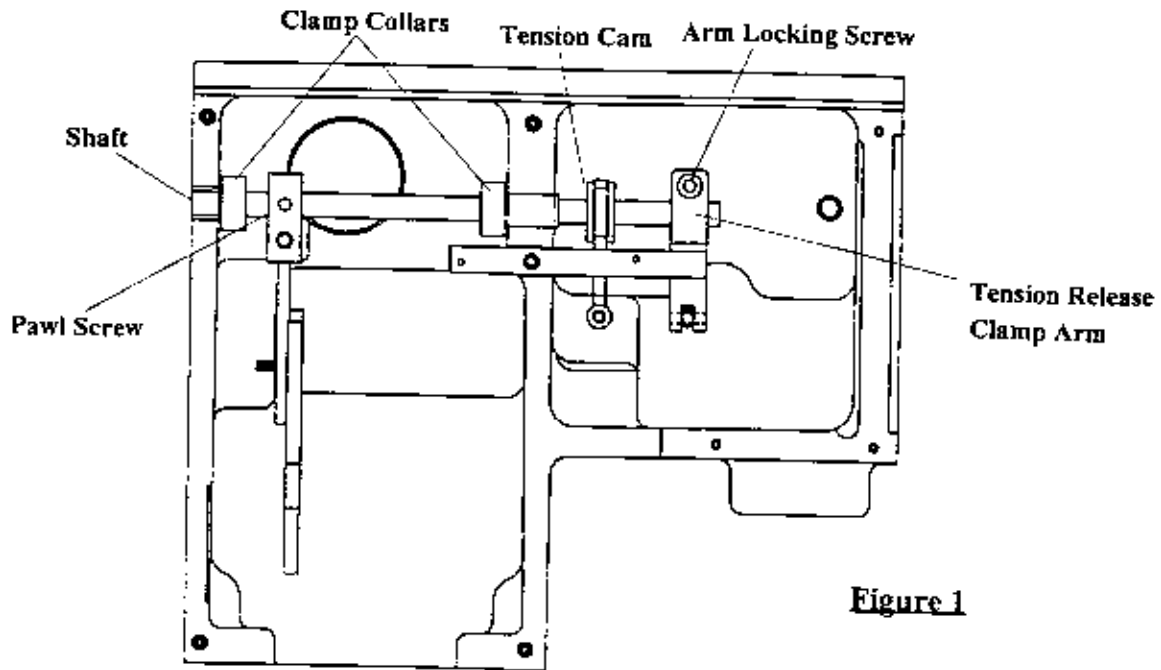 Clamp Collars
Tension Cam
Arm Locking Screw
Shaft
Pawl Screw
Tension Release
Clamp Arm
Figure 1